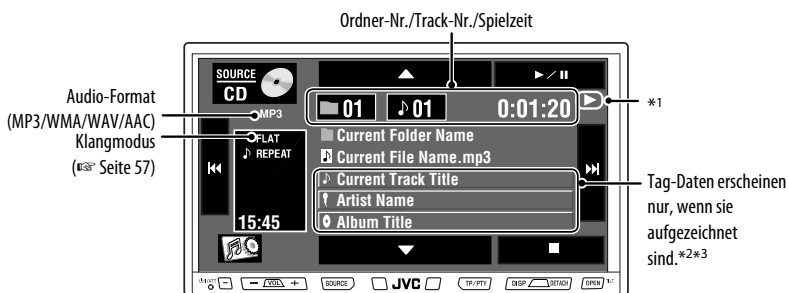 Ordner-Nr./Track-Nr./Spielzeit
Audio-Format
(MP3/WMA/WAV/AAC)
Klangmodus
(☞ Seite 57)
SOURCE
CD
MP3
FLAT
REPEAT
15:45
01 01 0:01:20
Current Folder Name
Current File Name.mp3
Current Track Title
Artist Name
Album Title
*1
Tag-Daten erscheinen
nur, wenn sie
aufgezeichnet
sind.*2*3
− VOL + SOURCE JVC TP/PTY DISP DETACH OPEN TILT